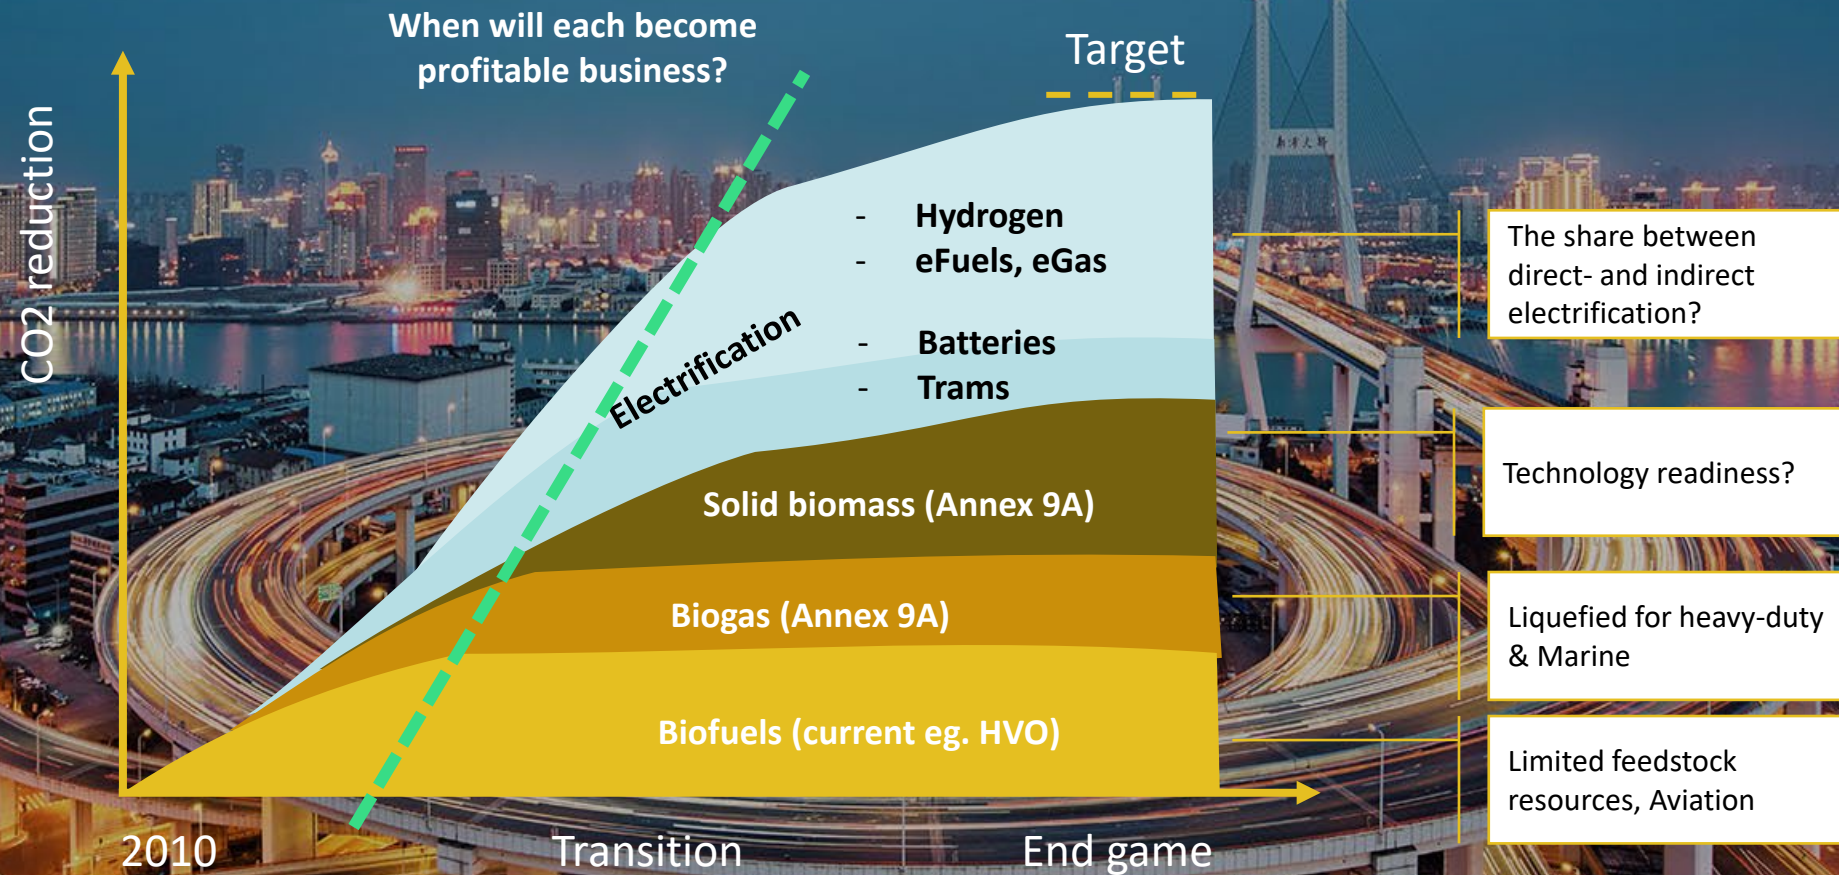 When will each become
profitable business?
Target
CO2 reduction
- Hydrogen
- eFuels, eGas
Electrification
- Batteries
- Trams
Solid biomass (Annex 9A)
Biogas (Annex 9A)
Biofuels (current eg. HVO)
2010
Transition
End game
The share between
direct- and indirect
electrification?
Technology readiness?
Liquefied for heavy-duty
& Marine
Limited feedstock
resources, Aviation